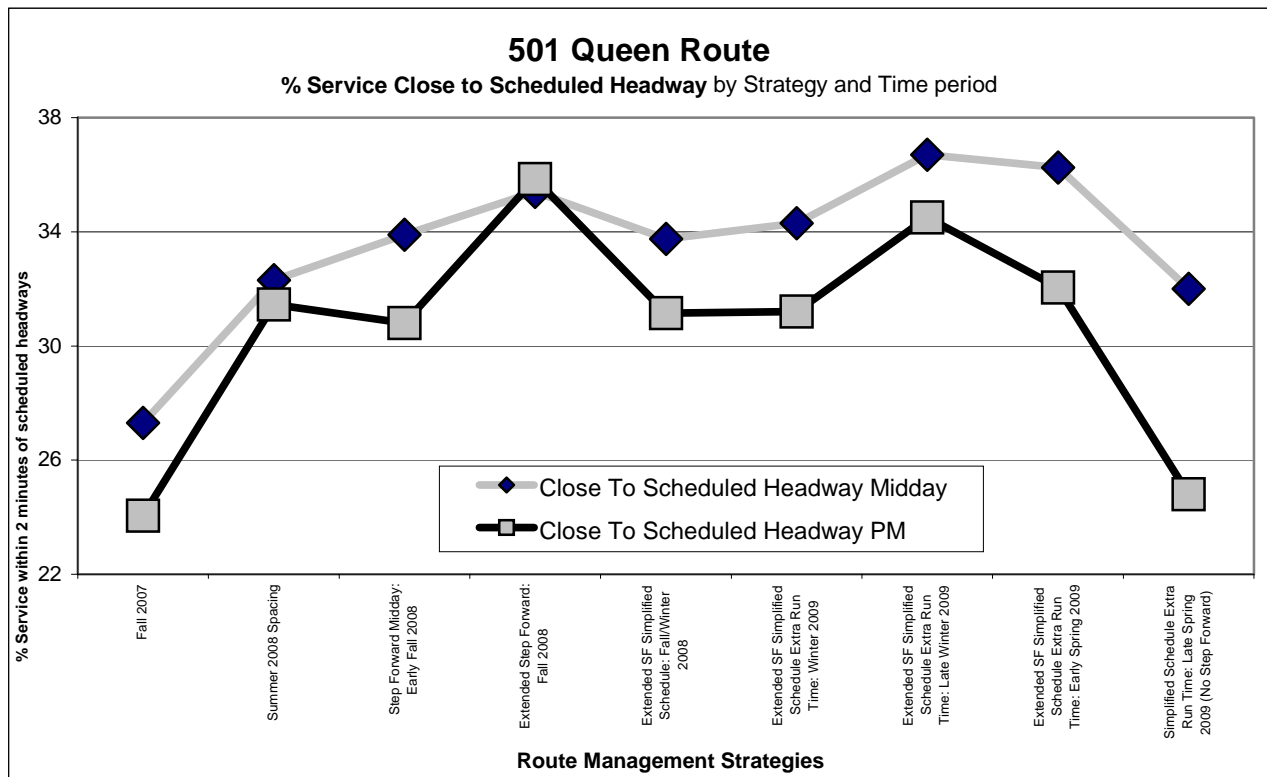 501 Queen Route
% Service Close to Scheduled Headway by Strategy and Time period
% Service within 2 minutes of scheduled headways
38
34
30
26
22
Close To Scheduled Headway Midday
Close To Scheduled Headway PM
Fall 2007
Summer 2008 Spacing
Step Forward Midday:
Early Fall 2008
Extended Step Forward:
Fall 2008
Extended SF Simplified
Schedule: Fall/Winter
2008
Extended SF Simplified
Schedule Extra Run
Time: Winter 2009
Extended SF Simplified
Schedule Extra Run
Time: Late Winter 2009
Extended SF Simplified
Schedule Extra Run
Time: Early Spring 2009
Simplified Schedule Extra
Run Time: Late Spring
2009 (No Step Forward)
Route Management Strategies